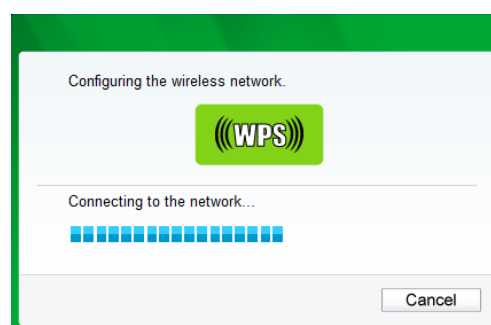 Configuring the wireless network.
(((WPS)))
Connecting to the network...
Cancel